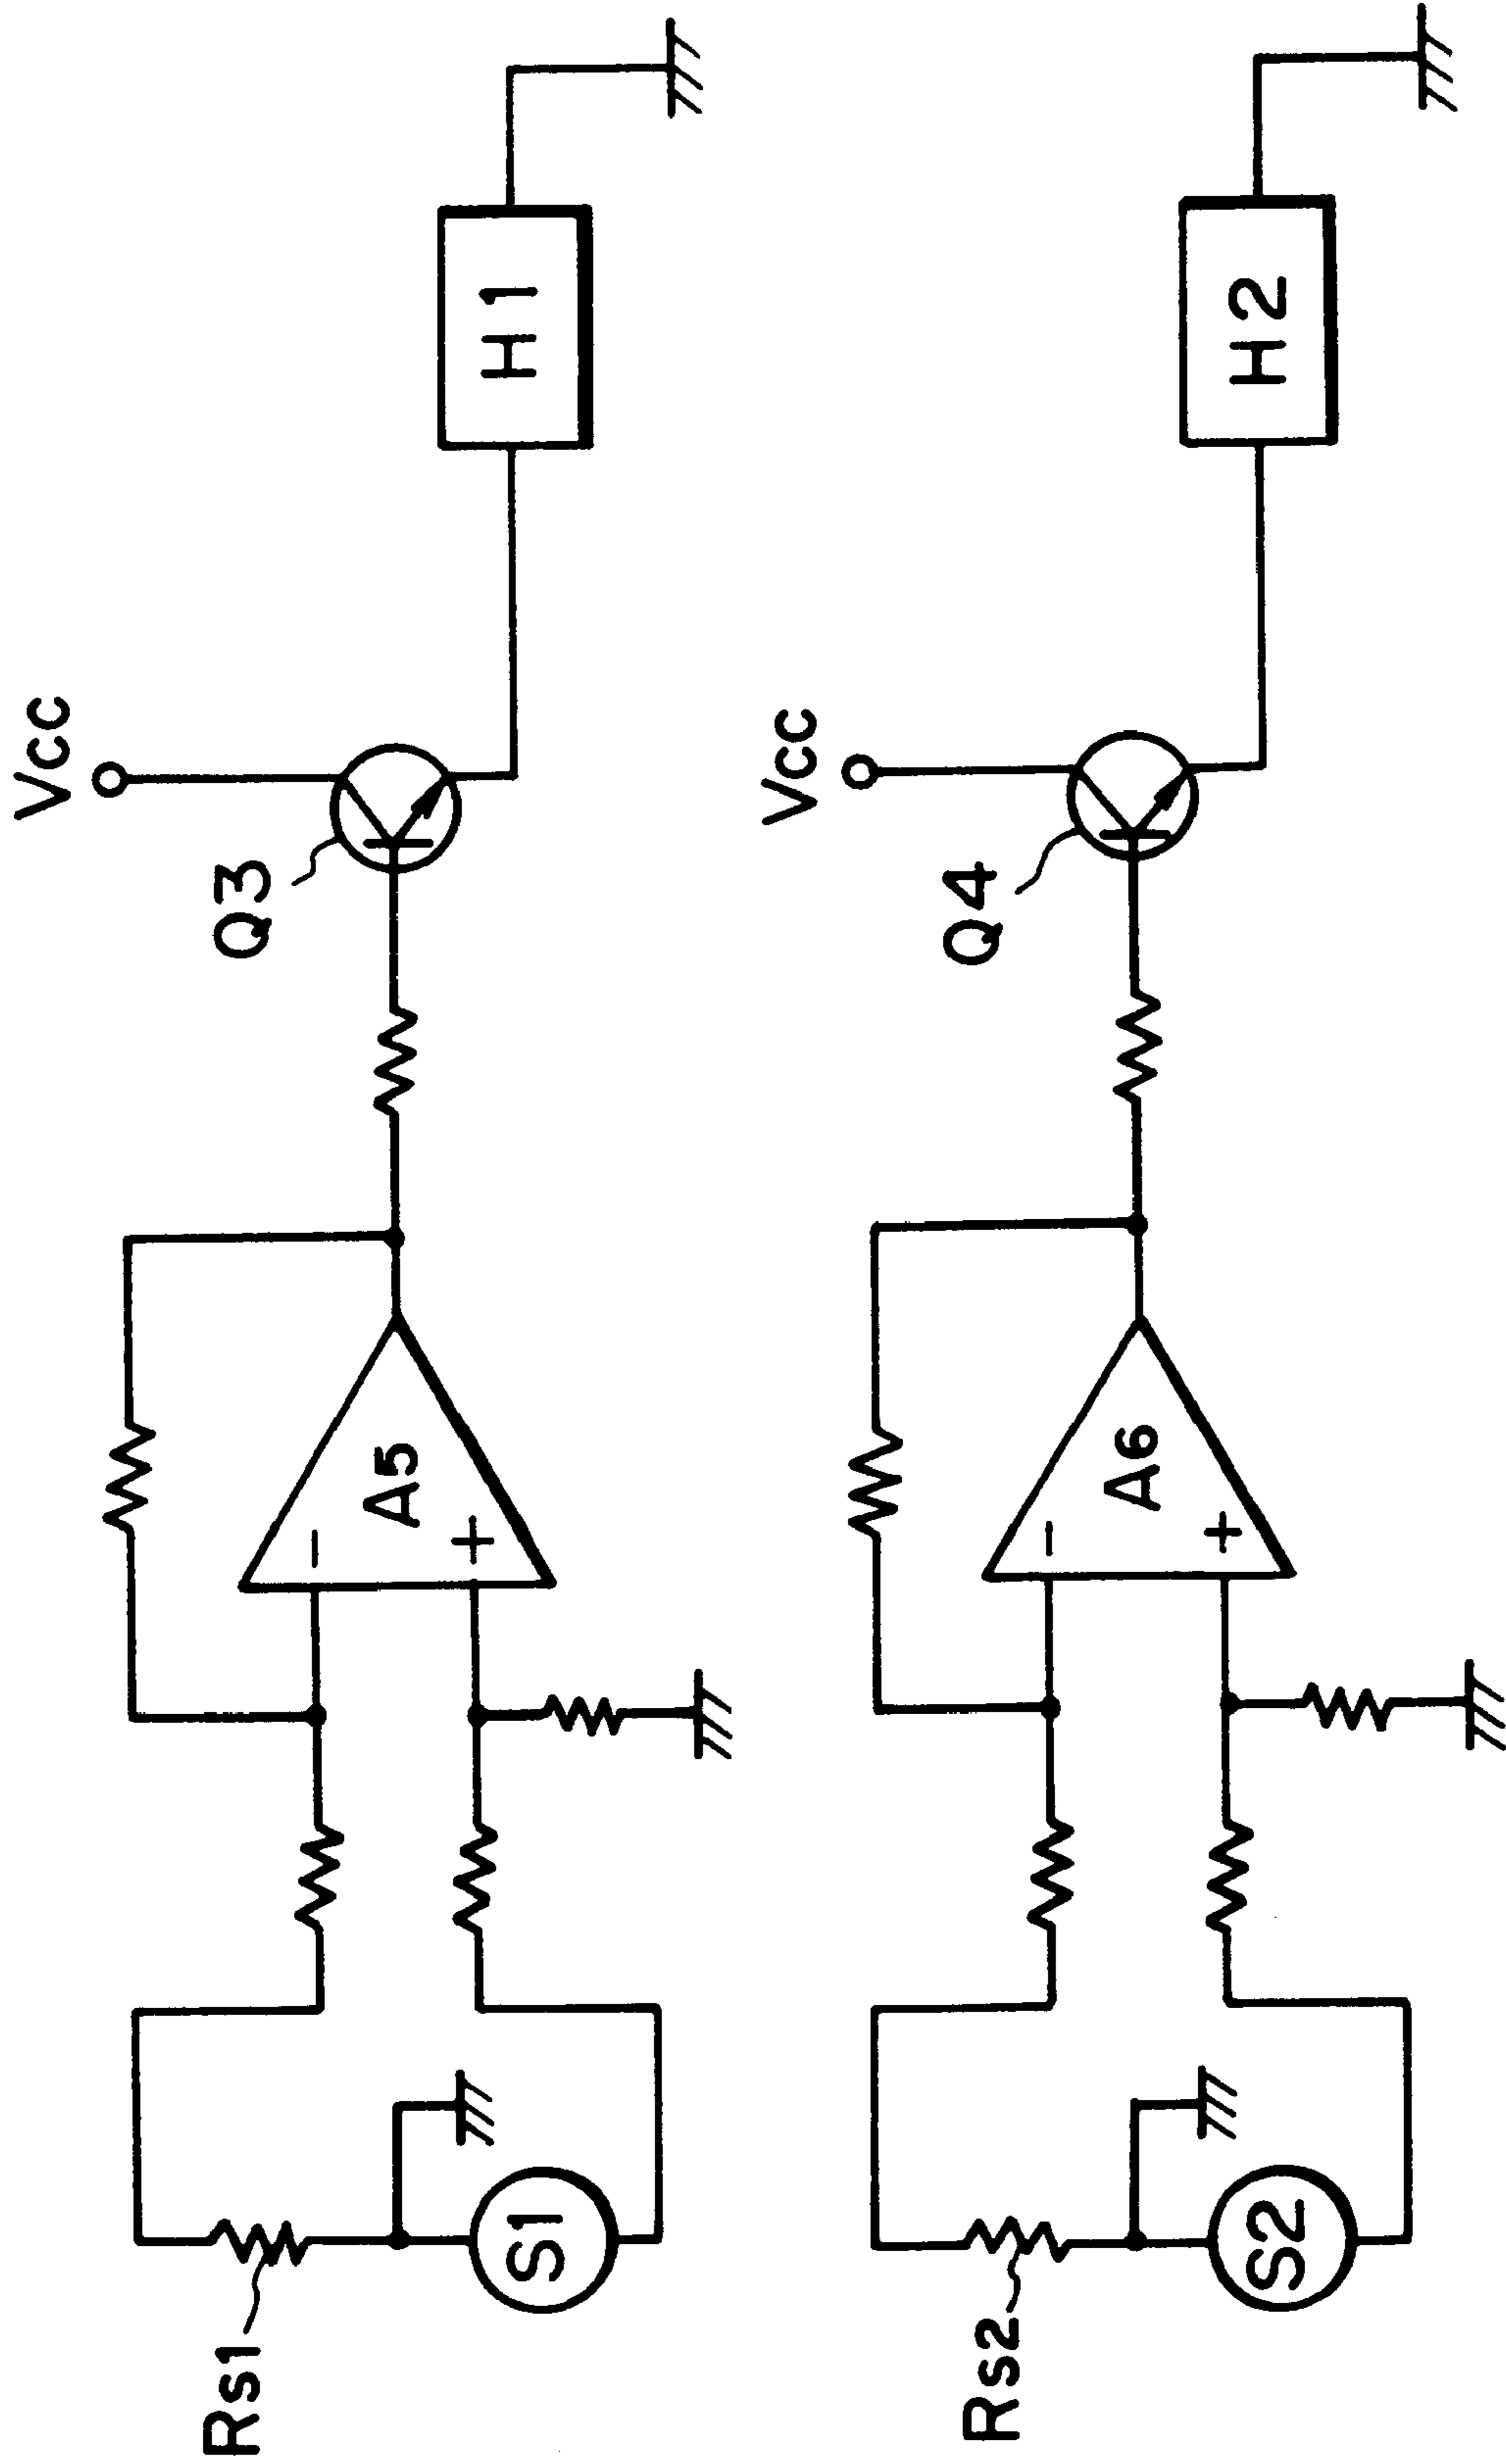 Vcc
Q3
H1
A5
−
+
Rs1
S1
Vcc
Q4
H2
A6
−
+
Rs2
S2